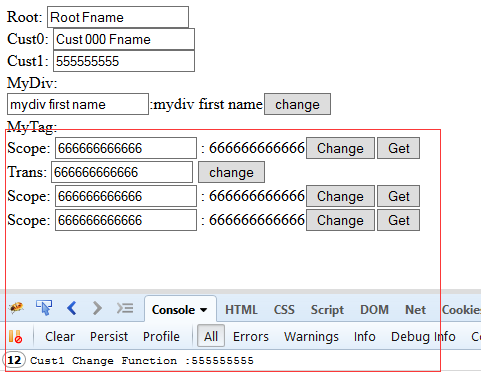 Root: Root Fname
Cust0: Cust 000 Fname
Cust1: 555555555
MyDiv:
mydiv first name :mydiv first name change
MyTag:
Scope: 666666666666 : 666666666666 Change Get
Trans: 666666666666 change
Scope: 666666666666 : 666666666666 Change Get
Scope: 666666666666 : 666666666666 Change Get
Console HTML CSS Script DOM Net Cookies
Clear Persist Profile All Errors Warnings Info Debug Info
12 Cust1 Change Function :555555555